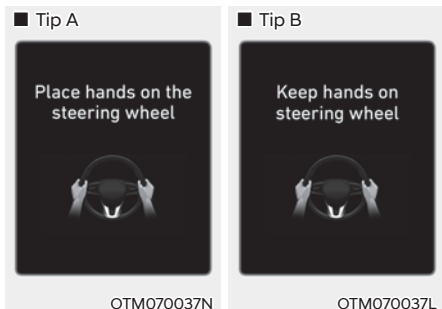 ■ Tip A
Place hands on the
steering wheel
OTM070037N
■ Tip B
Keep hands on
steering wheel
OTM070037L